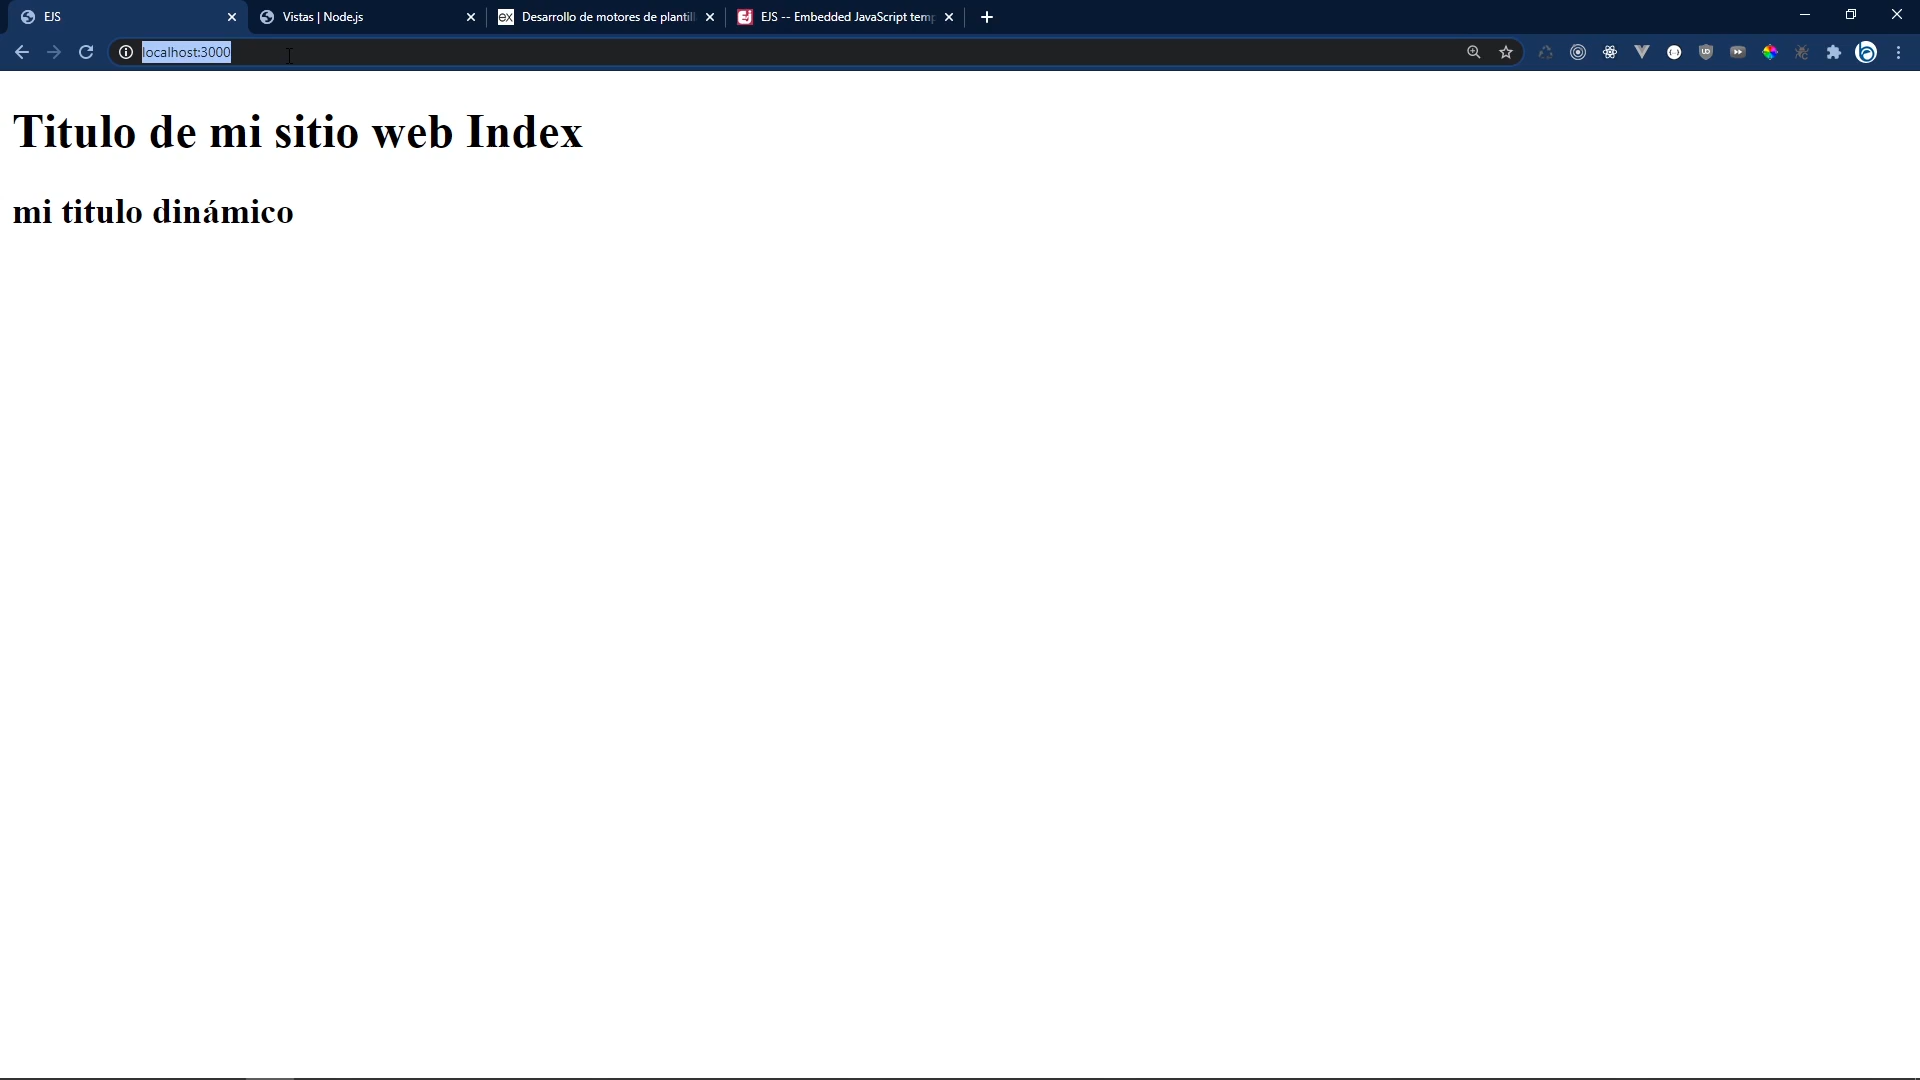 EJS
Vistas | Node.js
Desarrollo de motores de plantill
EJS -- Embedded JavaScript temp
localhost:3000
Titulo de mi sitio web Index
mi titulo dinámico